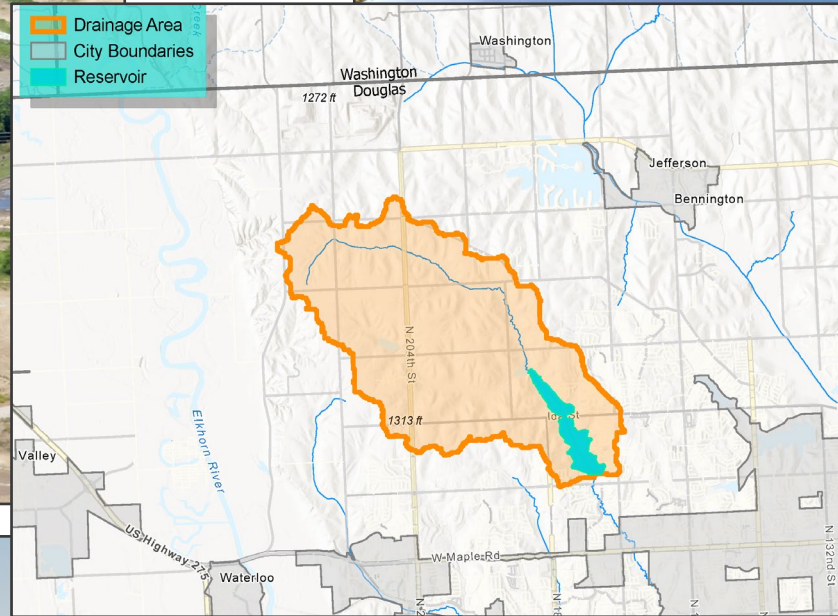 Drainage Area
City Boundaries
Reservoir
Creek
Washington
Washington
Douglas
1272 ft
Jefferson
Bennington
N 204th St
1313 ft
Ida St
Elkhorn River
Valley
US Highway 275
Waterloo
W Maple Rd
N 132nd St